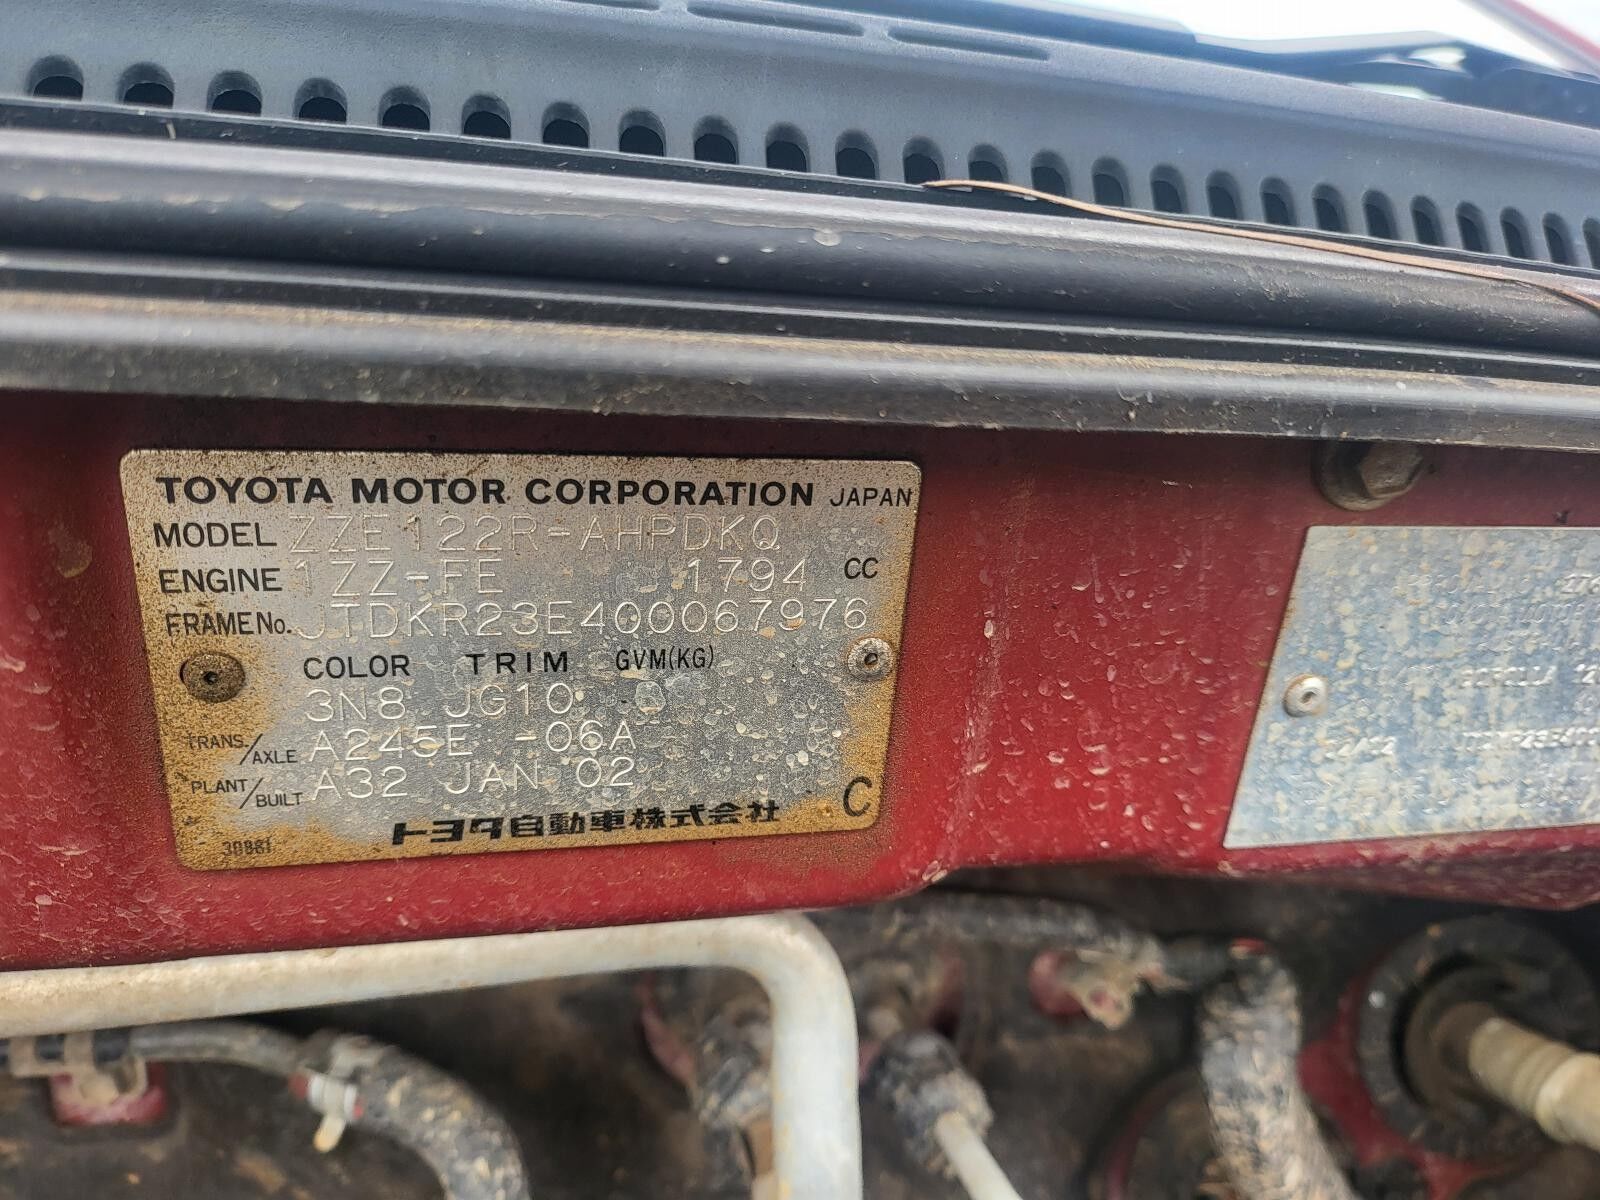 TOYOTA MOTOR CORPORATION JAPAN
MODEL ZZE122R-AHPDKQ
ENGINE 1ZZ-FE 1794 CC
FRAME No. JTDKR23E400067976
COLOR TRIM GVM(KG)
3N8 JG10
TRANS./AXLE A245E -06A
PLANT/BUILT A32 JAN 02
トヨタ自動車株式会社 C
30881